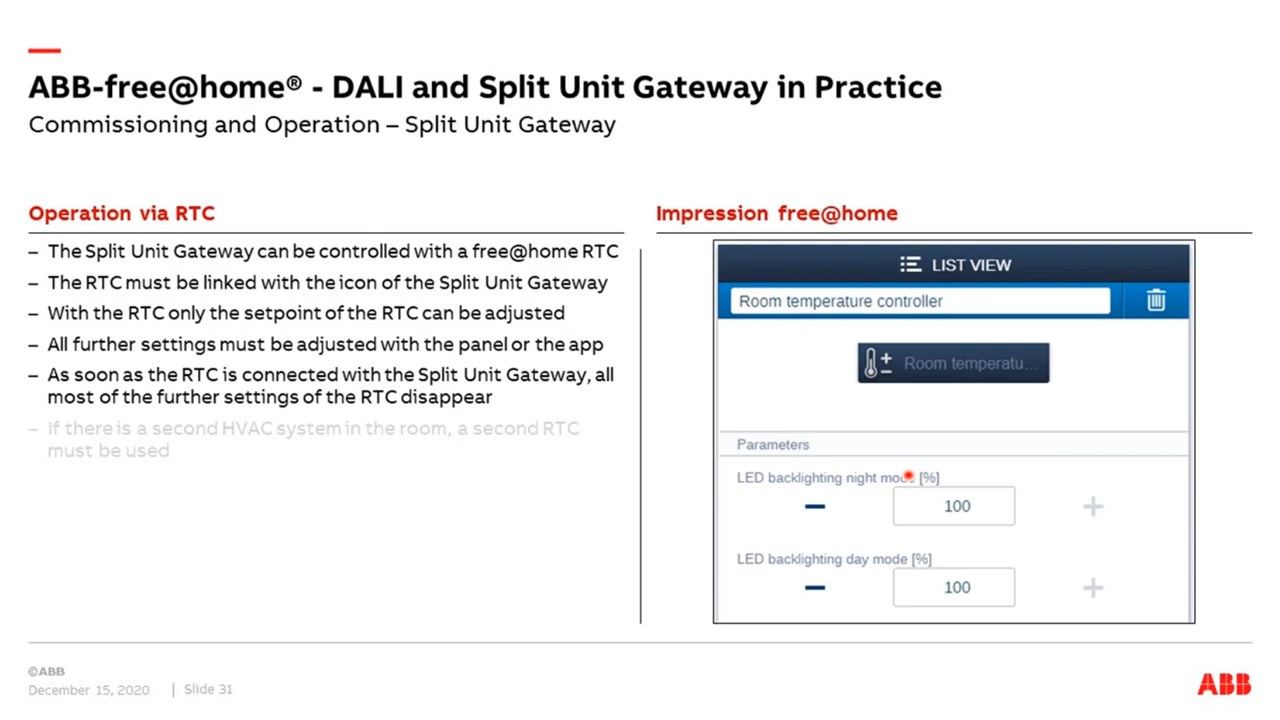 ABB-free@home® - DALI and Split Unit Gateway in Practice
Commissioning and Operation – Split Unit Gateway
Operation via RTC
– The Split Unit Gateway can be controlled with a free@home RTC
– The RTC must be linked with the icon of the Split Unit Gateway
– With the RTC only the setpoint of the RTC can be adjusted
– All further settings must be adjusted with the panel or the app
– As soon as the RTC is connected with the Split Unit Gateway, all
most of the further settings of the RTC disappear
– If there is a second HVAC system in the room, a second RTC
must be used
Impression free@home
LIST VIEW
Room temperature controller
Room temperatu...
Parameters
LED backlighting night mode [%]
100
LED backlighting day mode [%]
100
©ABB
December 15, 2020 | Slide 31
ABB